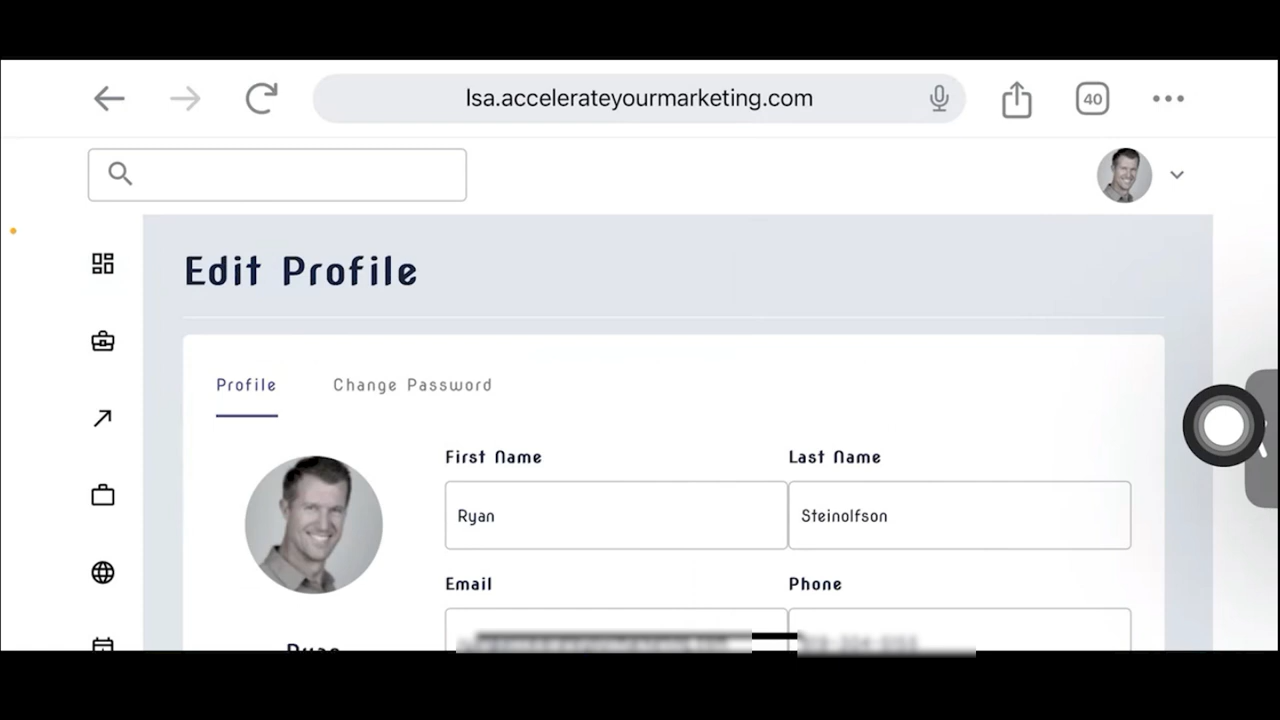 lsa.accelerateyourmarketing.com
40
Edit Profile
Profile
Change Password
First Name
Last Name
Ryan
Steinolfson
Email
Phone